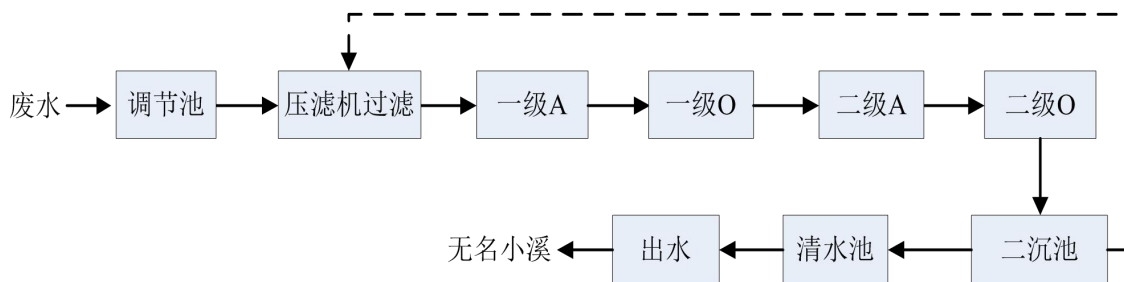 废水
调节池
压滤机过滤
一级A
一级O
二级A
二级O
无名小溪
出水
清水池
二沉池